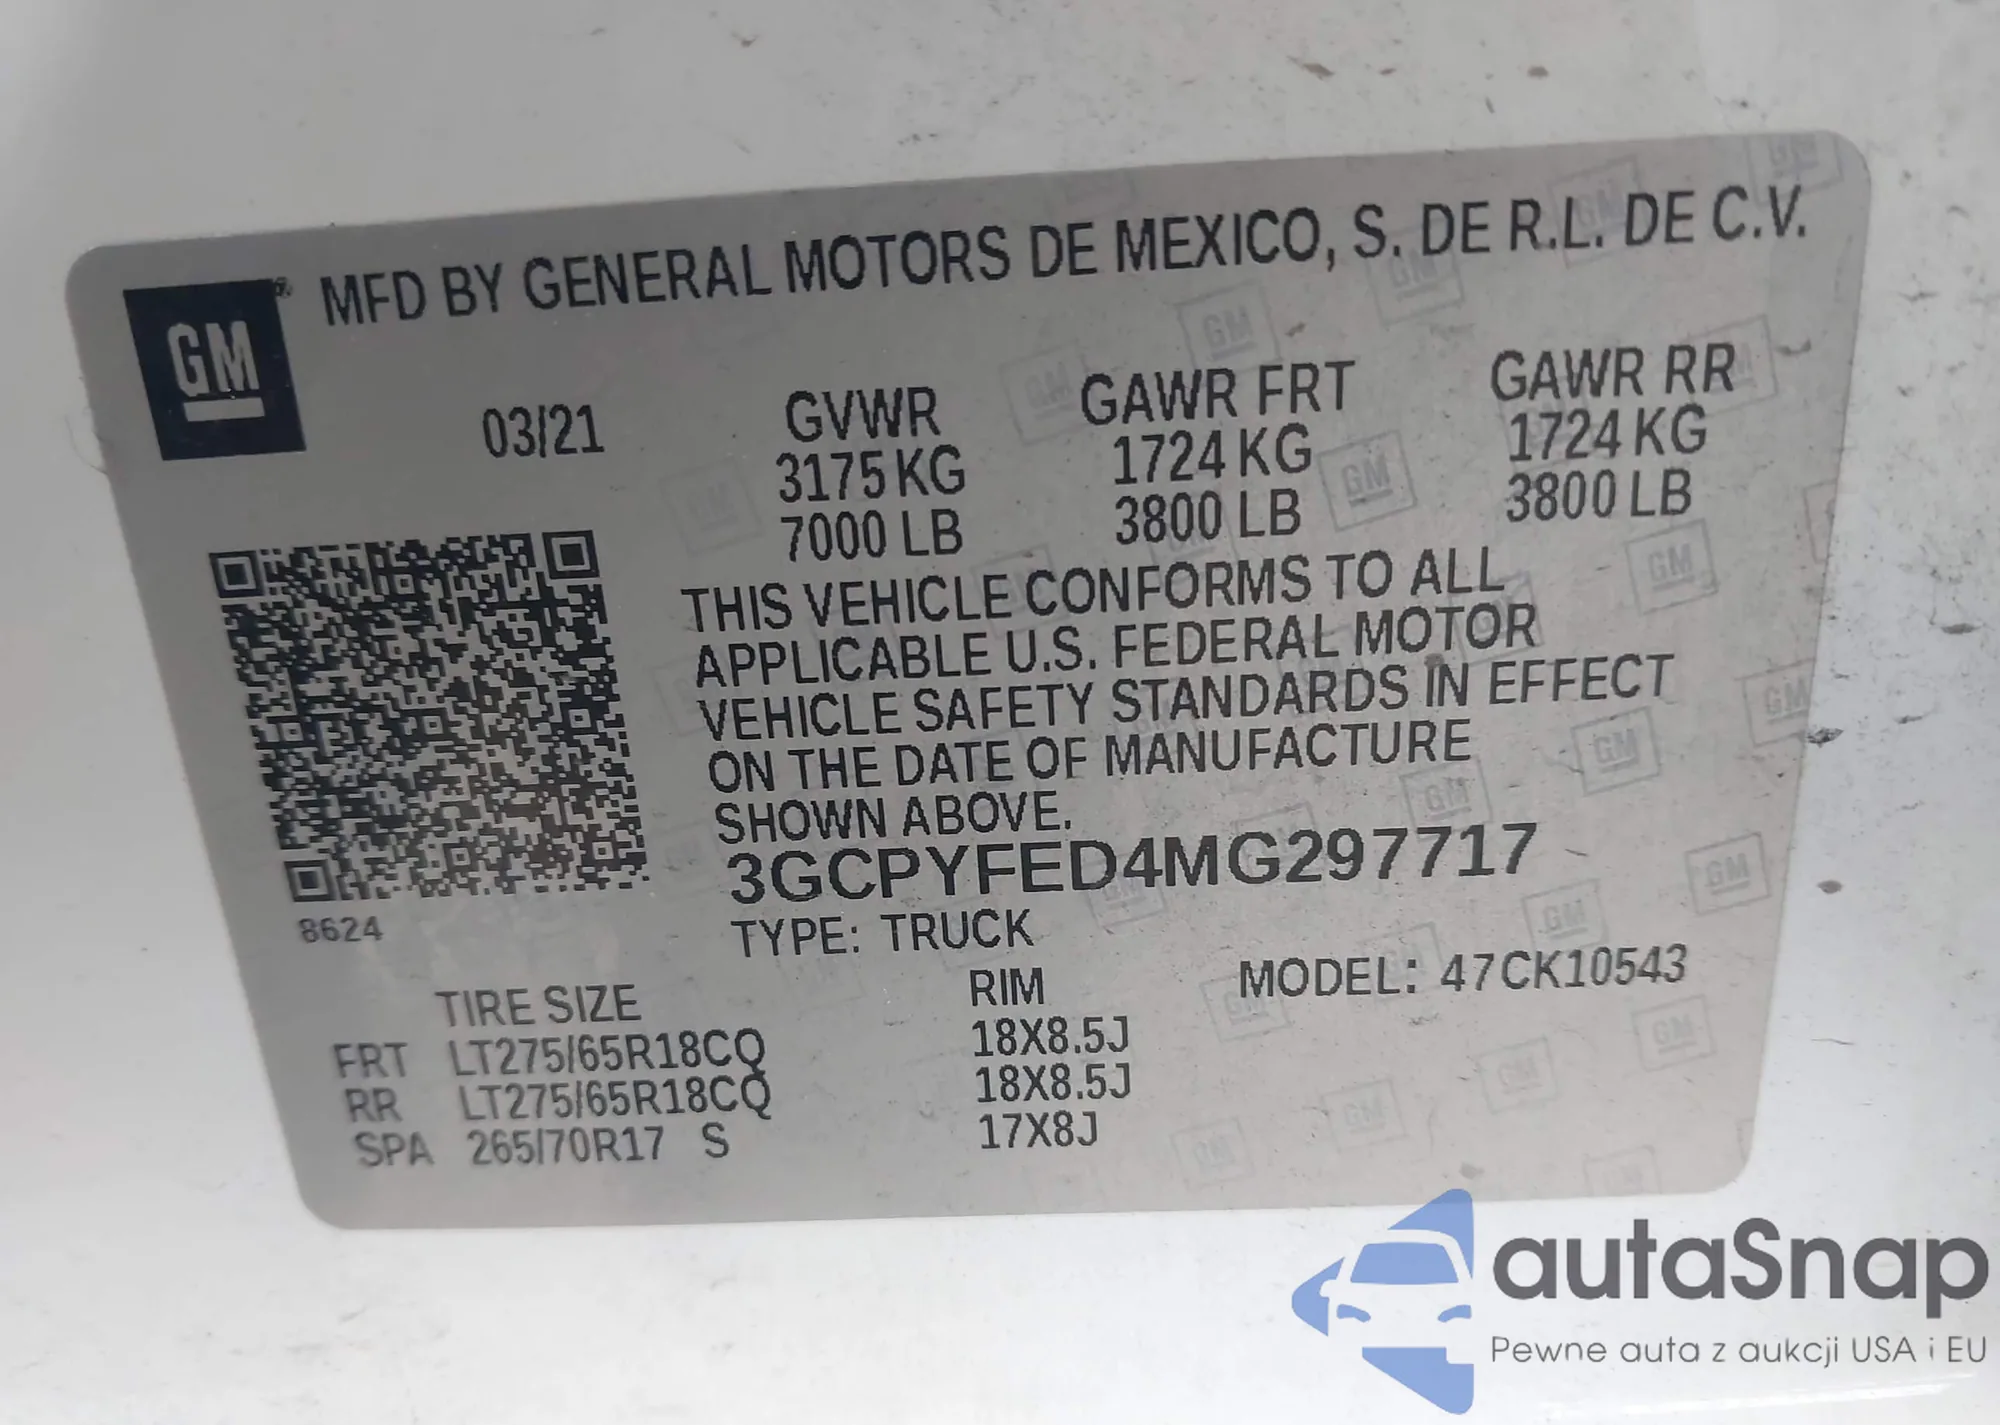 GM
MFD BY GENERAL MOTORS DE MEXICO, S. DE R.L. DE C.V.
03/21
GVWR GAWR FRT GAWR RR
3175 KG 1724 KG 1724 KG
7000 LB 3800 LB 3800 LB
THIS VEHICLE CONFORMS TO ALL
APPLICABLE U.S. FEDERAL MOTOR
VEHICLE SAFETY STANDARDS IN EFFECT
ON THE DATE OF MANUFACTURE
SHOWN ABOVE.
3GCPYFED4MG297717
8624
TYPE: TRUCK
MODEL: 47CK10543
TIRE SIZE RIM
FRT LT275/65R18CQ 18X8.5J
RR LT275/65R18CQ 18X8.5J
SPA 265/70R17 S 17X8J
autaSnap
Pewne auta z aukcji USA i EU